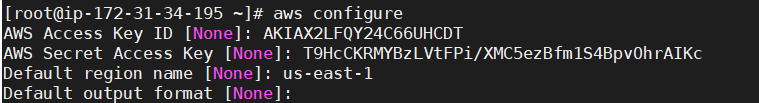 [root@ip-172-31-34-195 ~]# aws configure
AWS Access Key ID [None]: AKIAX2LFQY24C66UHCDT
AWS Secret Access Key [None]: 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
Default region name [None]: us-east-1
Default output format [None]: